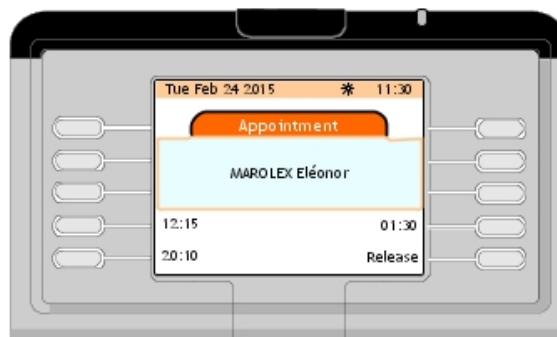 Tue Feb 24 2015 ☀ 11:30
Appointment
MAROLEX Eléonor
12:15 01:30
20:10 Release